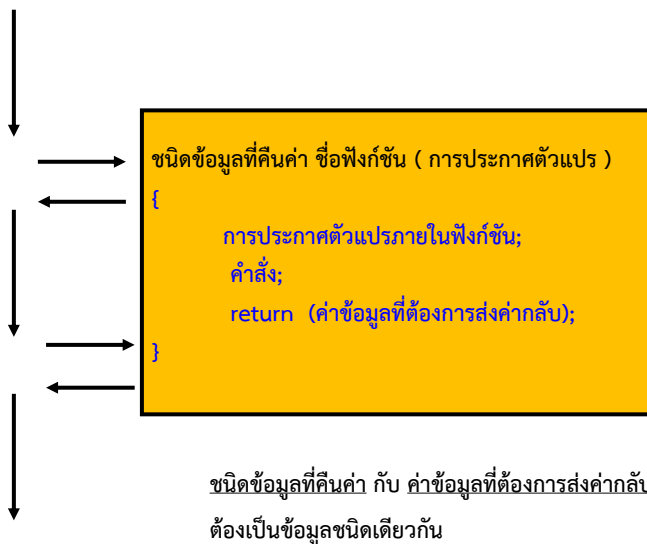 ชนิดข้อมูลที่คืนค่า ชื่อฟังก์ชัน ( การประกาศตัวแปร )
{
การประกาศตัวแปรภายในฟังก์ชัน;
คำสั่ง;
return (ค่าข้อมูลที่ต้องการส่งค่ากลับ);
}
ชนิดข้อมูลที่คืนค่า กับ ค่าข้อมูลที่ต้องการส่งค่ากลับ
ต้องเป็นข้อมูลชนิดเดียวกัน